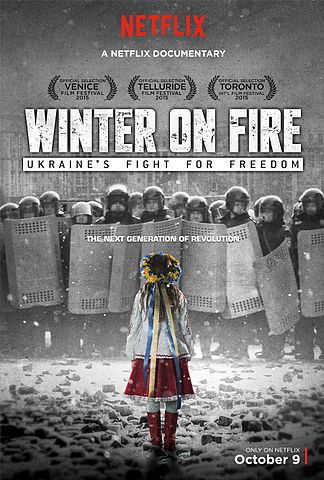 NETFLIX
A NETFLIX DOCUMENTARY
OFFICIAL SELECTION
VENICE
FILM FESTIVAL
2015
OFFICIAL SELECTION
TELLURIDE
FILM FESTIVAL
2015
OFFICIAL SELECTION
TORONTO
INT'L FILM FESTIVAL
2015
WINTER ON FIRE
UKRAINE'S FIGHT FOR FREEDOM
THE NEXT GENERATION OF REVOLUTION
ONLY ON NETFLIX
October 9
N